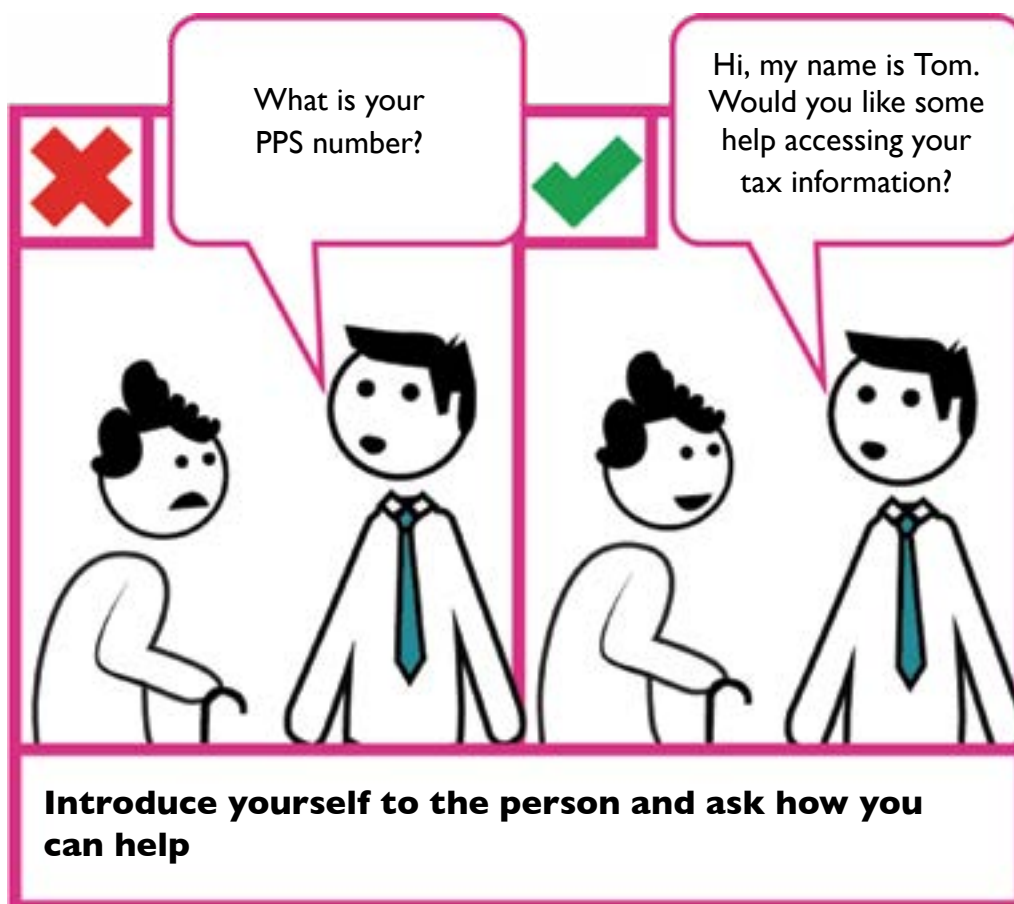 What is your
PPS number?
Hi, my name is Tom.
Would you like some
help accessing your
tax information?
Introduce yourself to the person and ask how you
can help